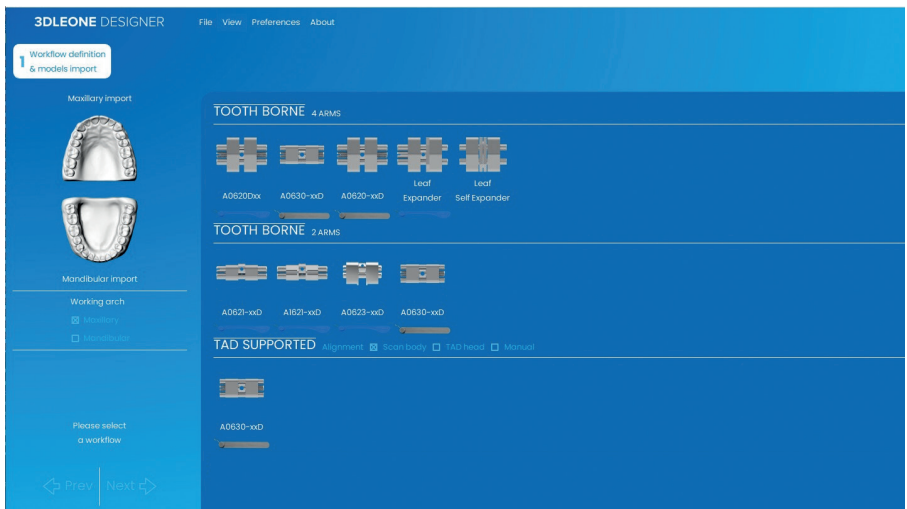 3DLEONE DESIGNER File View Preferences About
1 Workflow definition
& models import
Maxillary import
Mandibular import
Working arch
Maxillary
Mandibular
Please select
a workflow
Prev Next
TOOTH BORNE 4 ARMS
Leaf Leaf
A0620Dxx A0630-xxD A0620-xxD Expander Self Expander
TOOTH BORNE 2 ARMS
A0621-xxD A1621-xxD A0623-xxD A0630-xxD
TAD SUPPORTED Alignment Scan body TAD head Manual
A0630-xxD